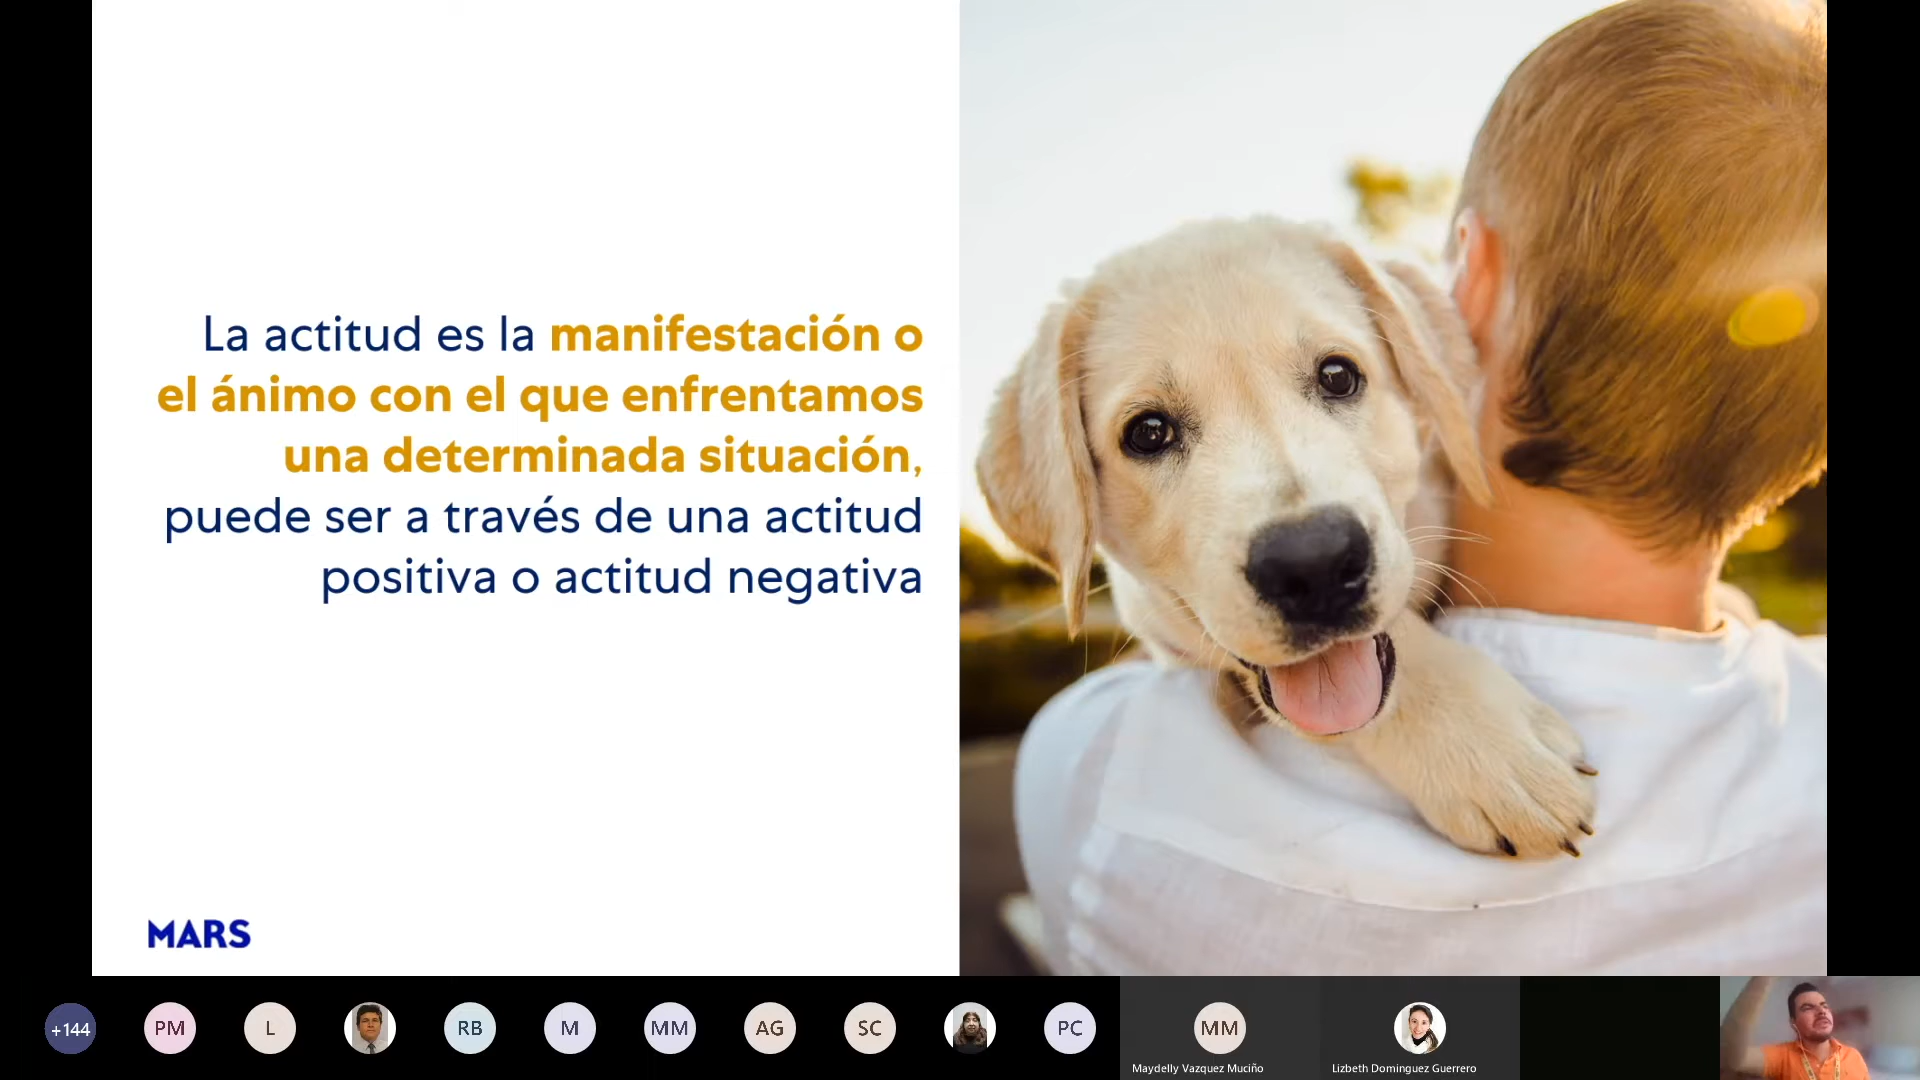 La actitud es la manifestación o
el ánimo con el que enfrentamos
una determinada situación,
puede ser a través de una actitud
positiva o actitud negativa
MARS
+144
PM
L
RB
M
MM
AG
SC
PC
MM
Maydelly Vazquez Muciño
Lizbeth Dominguez Guerrero